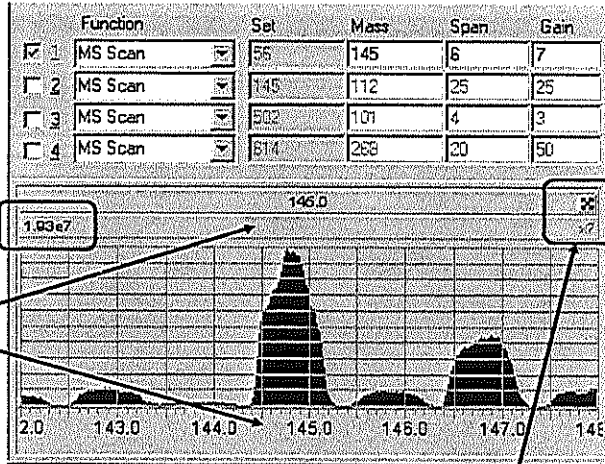 Function Set Mass Span Gain
1 MS Scan 56 145 6 7
2 MS Scan 145 112 25 25
3 MS Scan 502 101 4 3
4 MS Scan 614 268 20 50
145.0
1.93e7 x7
2.0 143.0 144.0 145.0 146.0 147.0 148